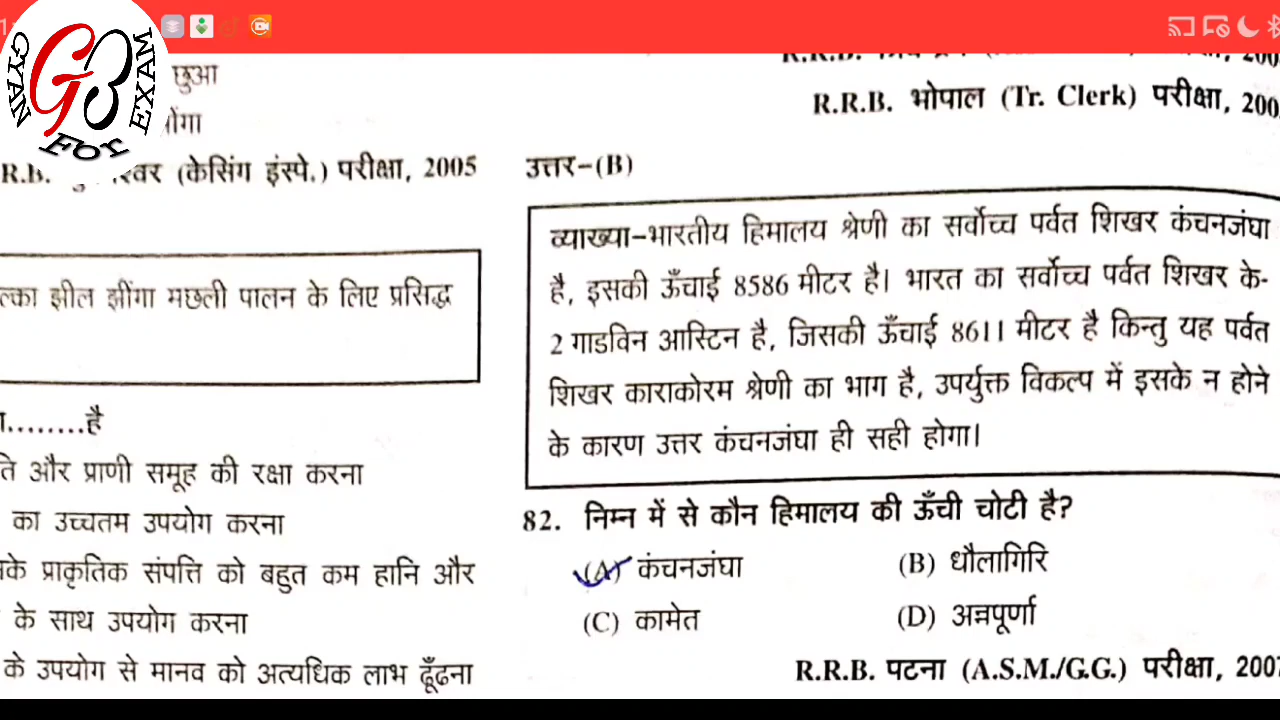 GYAN
G3
For
EXAM
छुआ
R.R.B. भोपाल (Tr. Clerk) परीक्षा, 200
(केसिंग इंस्पे.) परीक्षा, 2005
उत्तर–(B)
व्याख्या–भारतीय हिमालय श्रेणी का सर्वोच्च पर्वत शिखर कंचनजंघा
है, इसकी ऊँचाई 8586 मीटर है। भारत का सर्वोच्च पर्वत शिखर के-
2 गाडविन आस्टिन है, जिसकी ऊँचाई 8611 मीटर है किन्तु यह पर्वत
शिखर काराकोरम श्रेणी का भाग है, उपर्युक्त विकल्प में इसके न होने
के कारण उत्तर कंचनजंघा ही सही होगा।
झील झींगा मछली पालन के लिए प्रसिद्ध
........है
और प्राणी समूह की रक्षा करना
का उच्चतम उपयोग करना
प्राकृतिक संपत्ति को बहुत कम हानि और
के साथ उपयोग करना
के उपयोग से मानव को अत्यधिक लाभ ढूँढना
82. निम्न में से कौन हिमालय की ऊँची चोटी है?
(A) कंचनजंघा (B) धौलागिरि
(C) कामेत (D) अन्नपूर्णा
R.R.B. पटना (A.S.M./G.G.) परीक्षा, 2007